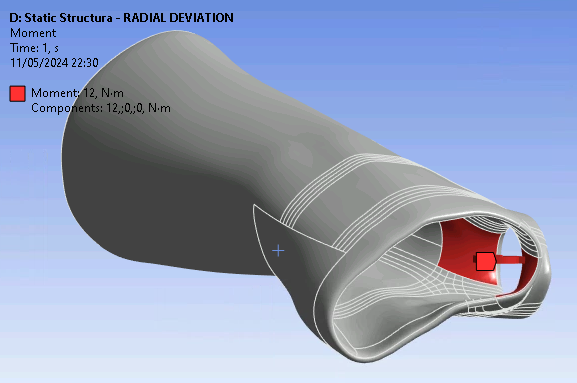 D: Static Structura - RADIAL DEVIATION
Moment
Time: 1, s
11/05/2024 22:30
Moment: 12, N·m
Components: 12,;0,;0, N·m